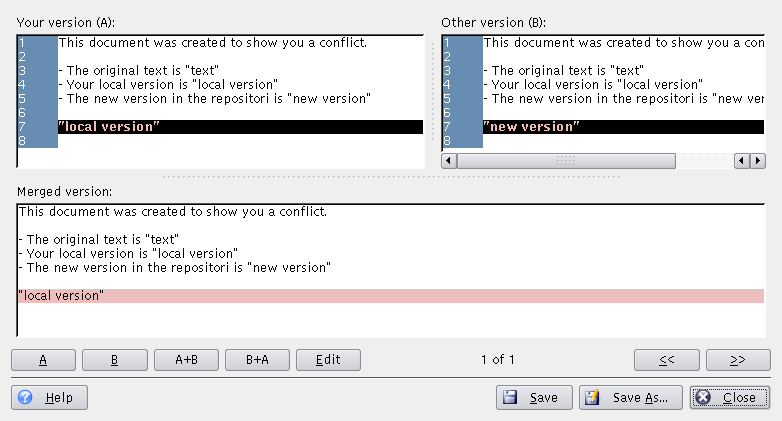 Your version (A):
1 This document was created to show you a conflict.
2
3 - The original text is "text"
4 - Your local version is "local version"
5 - The new version in the repositori is "new version"
6
7 "local version"
8
Other version (B):
1 This document was created to show you a con
2
3 - The original text is "text"
4 - Your local version is "local version"
5 - The new version in the repositori is "new ver
6
7 "new version"
8
Merged version:
This document was created to show you a conflict.
- The original text is "text"
- Your local version is "local version"
- The new version in the repositori is "new version"
"local version"
A B A+B B+A Edit 1 of 1 << >>
Help Save Save As... Close